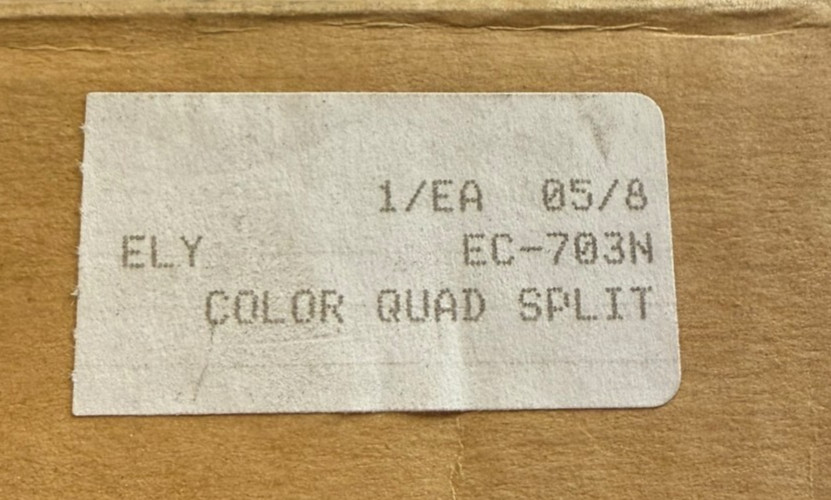 1/EA 05/8
ELY EC-703N
COLOR QUAD SPLIT